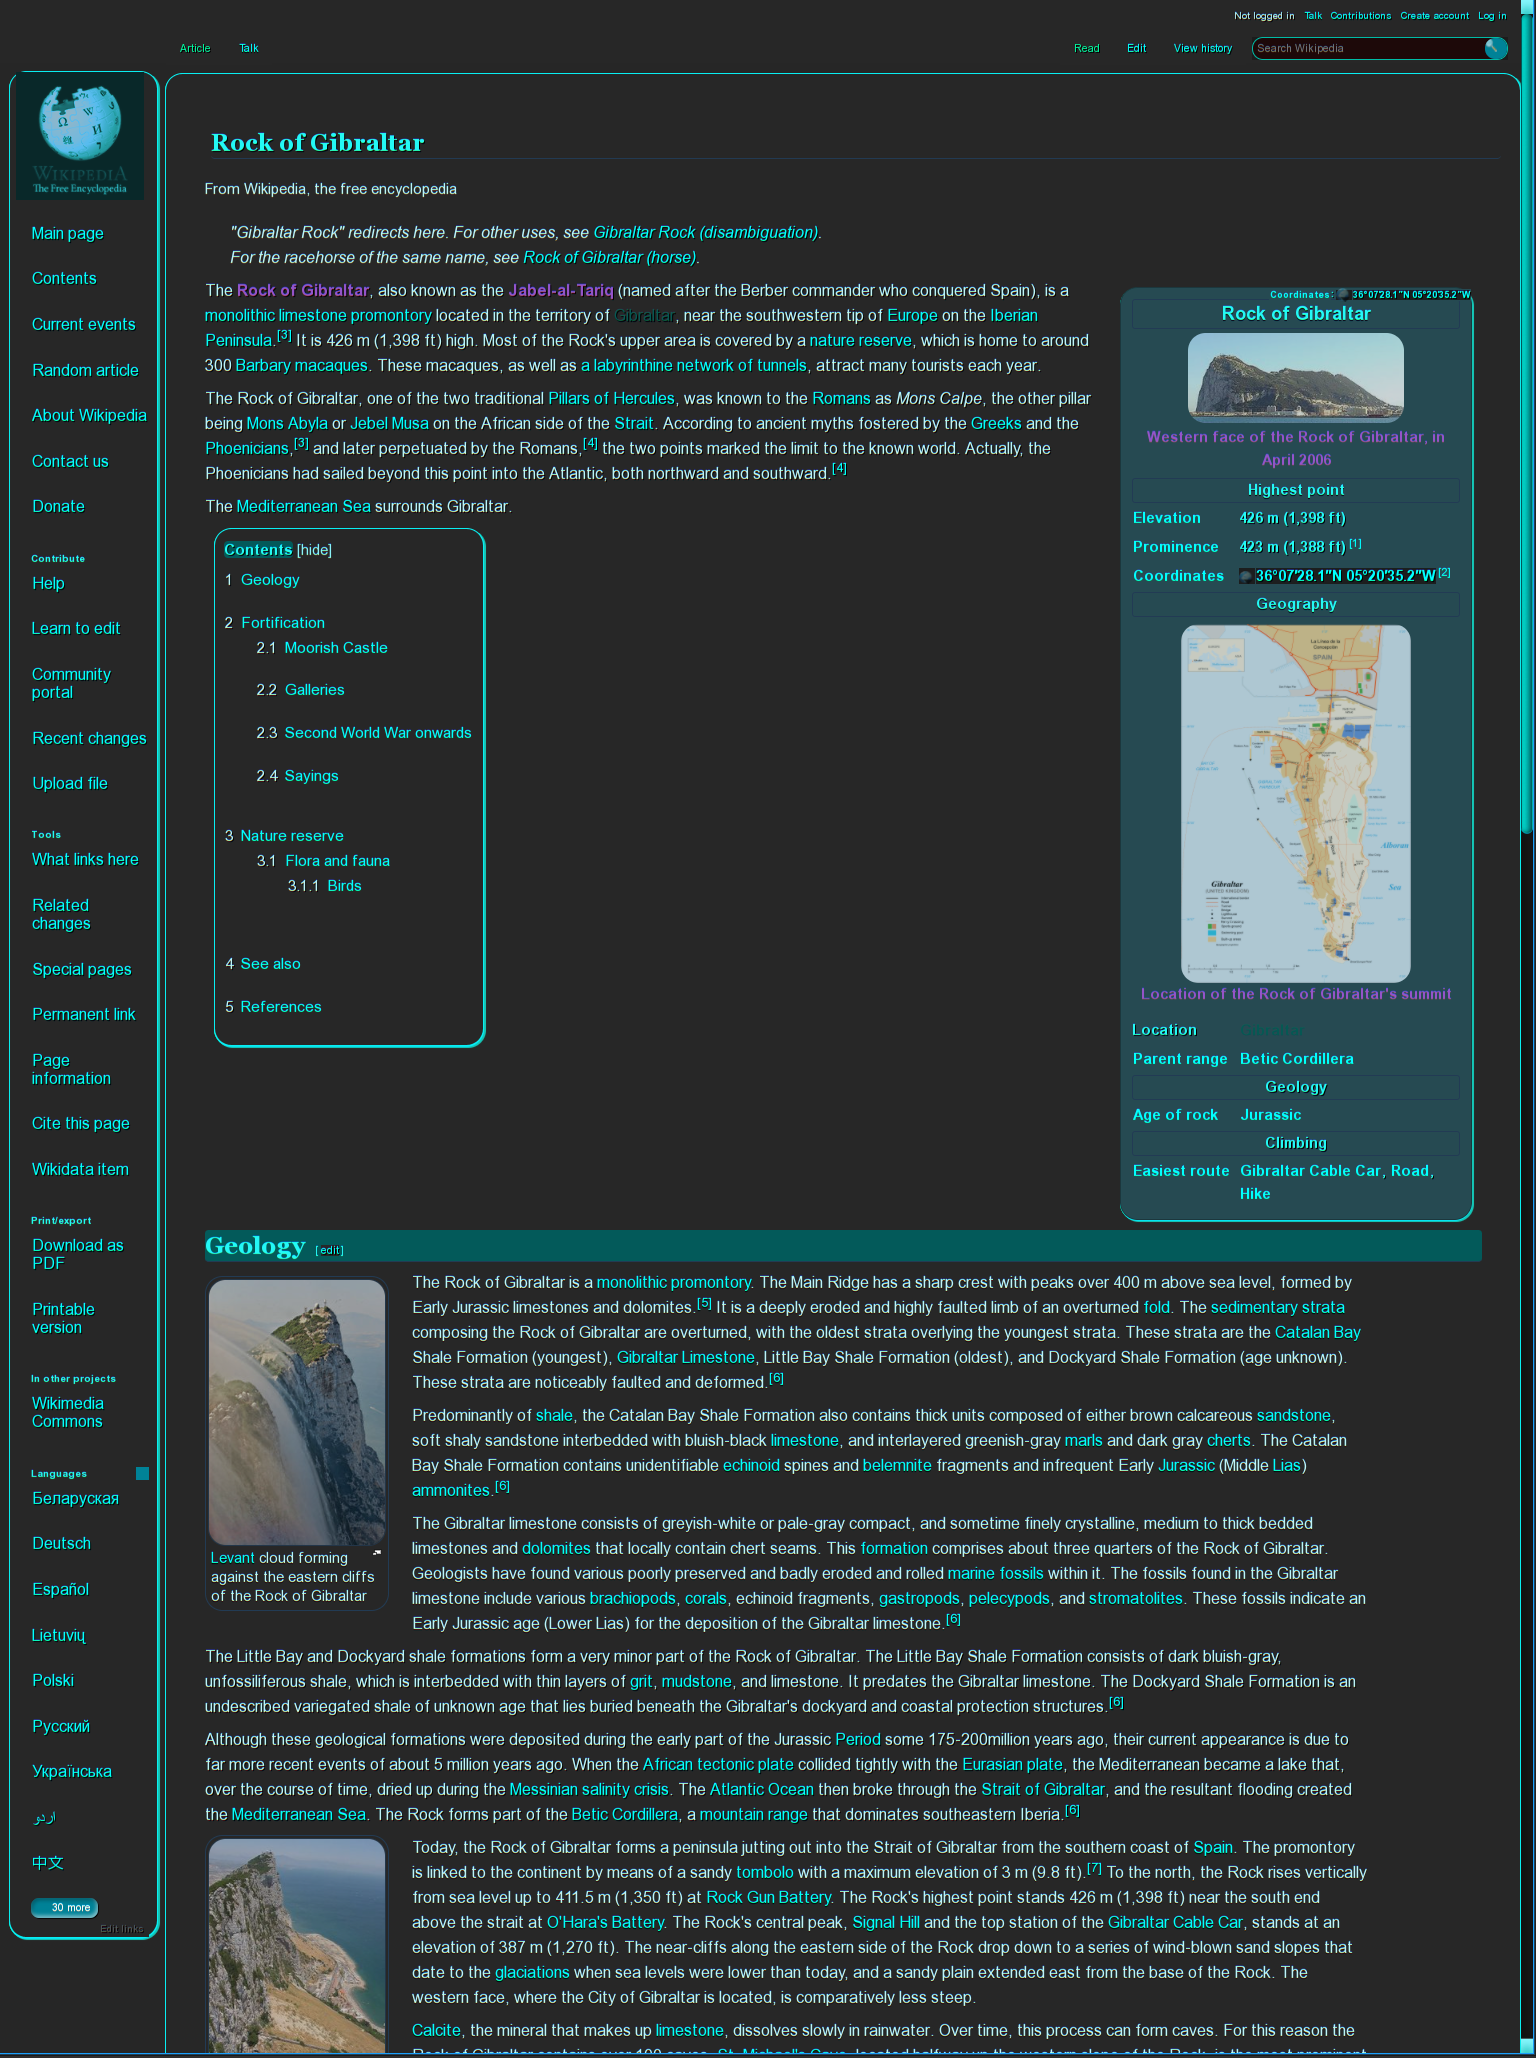 Not logged in Talk Contributions Create account Log in
Article Talk Read Edit View history Search Wikipedia
WIKIPEDIA
The Free Encyclopedia
Main page
Contents
Current events
Random article
About Wikipedia
Contact us
Donate
Contribute
Help
Learn to edit
Community
portal
Recent changes
Upload file
Tools
What links here
Related
changes
Special pages
Permanent link
Page
information
Cite this page
Wikidata item
Print/export
Download as
PDF
Printable
version
In other projects
Wikimedia
Commons
Languages
Беларуская
Deutsch
Español
Lietuvių
Polski
Русский
Українська
اردو
中文
30 more
Edit links
Rock of Gibraltar
From Wikipedia, the free encyclopedia
"Gibraltar Rock" redirects here. For other uses, see Gibraltar Rock (disambiguation).
For the racehorse of the same name, see Rock of Gibraltar (horse).
The Rock of Gibraltar, also known as the Jabel-al-Tariq (named after the Berber commander who conquered Spain), is a
monolithic limestone promontory located in the territory of Gibraltar, near the southwestern tip of Europe on the Iberian
Peninsula.[3] It is 426 m (1,398 ft) high. Most of the Rock's upper area is covered by a nature reserve, which is home to around
300 Barbary macaques. These macaques, as well as a labyrinthine network of tunnels, attract many tourists each year.
The Rock of Gibraltar, one of the two traditional Pillars of Hercules, was known to the Romans as Mons Calpe, the other pillar
being Mons Abyla or Jebel Musa on the African side of the Strait. According to ancient myths fostered by the Greeks and the
Phoenicians,[3] and later perpetuated by the Romans,[4] the two points marked the limit to the known world. Actually, the
Phoenicians had sailed beyond this point into the Atlantic, both northward and southward.[4]
The Mediterranean Sea surrounds Gibraltar.
Contents [hide]
1 Geology
2 Fortification
2.1 Moorish Castle
2.2 Galleries
2.3 Second World War onwards
2.4 Sayings
3 Nature reserve
3.1 Flora and fauna
3.1.1 Birds
4 See also
5 References
Coordinates: 36°07′28.1″N 05°20′35.2″W
Rock of Gibraltar
Western face of the Rock of Gibraltar, in
April 2006
Highest point
Elevation 426 m (1,398 ft)
Prominence 423 m (1,388 ft) [1]
Coordinates 36°07′28.1″N 05°20′35.2″W [2]
Geography
SPAIN
Alboran
Sea
Gibraltar
(UNITED KINGDOM)
Location of the Rock of Gibraltar's summit
Location
Parent range Betic Cordillera
Geology
Age of rock Jurassic
Climbing
Easiest route Gibraltar Cable Car, Road,
Hike
Geology [edit]
Levant cloud forming
against the eastern cliffs
of the Rock of Gibraltar
The Rock of Gibraltar is a monolithic promontory. The Main Ridge has a sharp crest with peaks over 400 m above sea level, formed by
Early Jurassic limestones and dolomites.[5] It is a deeply eroded and highly faulted limb of an overturned fold. The sedimentary strata
composing the Rock of Gibraltar are overturned, with the oldest strata overlying the youngest strata. These strata are the Catalan Bay
Shale Formation (youngest), Gibraltar Limestone, Little Bay Shale Formation (oldest), and Dockyard Shale Formation (age unknown).
These strata are noticeably faulted and deformed.[6]
Predominantly of shale, the Catalan Bay Shale Formation also contains thick units composed of either brown calcareous sandstone,
soft shaly sandstone interbedded with bluish-black limestone, and interlayered greenish-gray marls and dark gray cherts. The Catalan
Bay Shale Formation contains unidentifiable echinoid spines and belemnite fragments and infrequent Early Jurassic (Middle Lias)
ammonites.[6]
The Gibraltar limestone consists of greyish-white or pale-gray compact, and sometime finely crystalline, medium to thick bedded
limestones and dolomites that locally contain chert seams. This formation comprises about three quarters of the Rock of Gibraltar.
Geologists have found various poorly preserved and badly eroded and rolled marine fossils within it. The fossils found in the Gibraltar
limestone include various brachiopods, corals, echinoid fragments, gastropods, pelecypods, and stromatolites. These fossils indicate an
Early Jurassic age (Lower Lias) for the deposition of the Gibraltar limestone.[6]
The Little Bay and Dockyard shale formations form a very minor part of the Rock of Gibraltar. The Little Bay Shale Formation consists of dark bluish-gray,
unfossiliferous shale, which is interbedded with thin layers of grit, mudstone, and limestone. It predates the Gibraltar limestone. The Dockyard Shale Formation is an
undescribed variegated shale of unknown age that lies buried beneath the Gibraltar's dockyard and coastal protection structures.[6]
Although these geological formations were deposited during the early part of the Jurassic Period some 175-200million years ago, their current appearance is due to
far more recent events of about 5 million years ago. When the African tectonic plate collided tightly with the Eurasian plate, the Mediterranean became a lake that,
over the course of time, dried up during the Messinian salinity crisis. The Atlantic Ocean then broke through the Strait of Gibraltar, and the resultant flooding created
the Mediterranean Sea. The Rock forms part of the Betic Cordillera, a mountain range that dominates southeastern Iberia.[6]
Today, the Rock of Gibraltar forms a peninsula jutting out into the Strait of Gibraltar from the southern coast of Spain. The promontory
is linked to the continent by means of a sandy tombolo with a maximum elevation of 3 m (9.8 ft).[7] To the north, the Rock rises vertically
from sea level up to 411.5 m (1,350 ft) at Rock Gun Battery. The Rock's highest point stands 426 m (1,398 ft) near the south end
above the strait at O'Hara's Battery. The Rock's central peak, Signal Hill and the top station of the Gibraltar Cable Car, stands at an
elevation of 387 m (1,270 ft). The near-cliffs along the eastern side of the Rock drop down to a series of wind-blown sand slopes that
date to the glaciations when sea levels were lower than today, and a sandy plain extended east from the base of the Rock. The
western face, where the City of Gibraltar is located, is comparatively less steep.
Calcite, the mineral that makes up limestone, dissolves slowly in rainwater. Over time, this process can form caves. For this reason the
Rock of Gibraltar contains over 100 caves. St. Michael's Cave, located halfway up the western slope of the Rock, is the most prominent